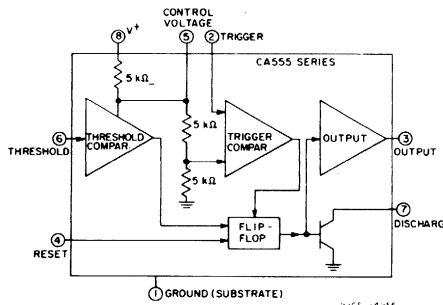 CONTROL
VOLTAGE
8 V+
5
2 TRIGGER
CA555 SERIES
5 kΩ
6
THRESHOLD
THRESHOLD
COMPAR.
5 kΩ
TRIGGER
COMPAR
OUTPUT
3
OUTPUT
5 kΩ
7
DISCHARG
4
RESET
FLIP-
FLOP
1 GROUND (SUBSTRATE)